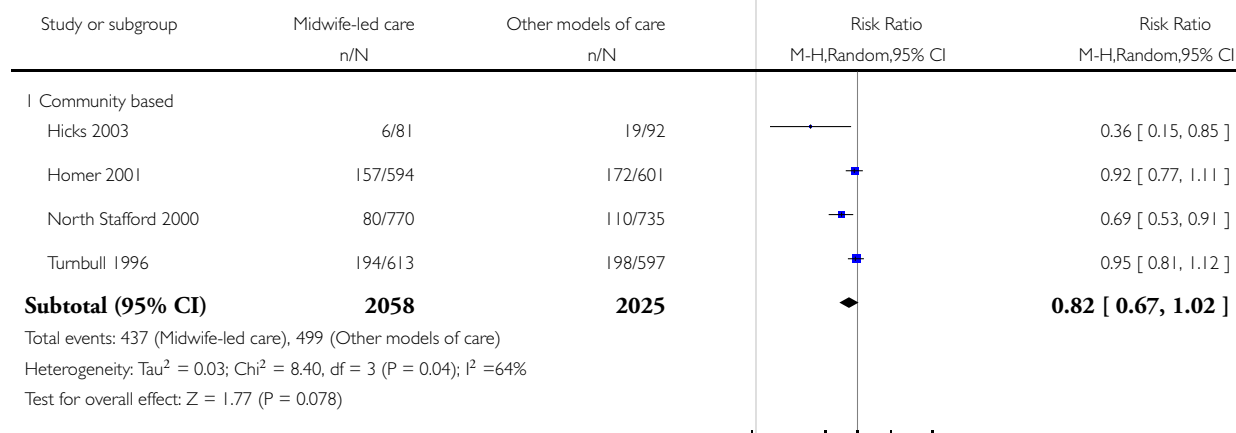 Study or subgroup Midwife-led care Other models of care Risk Ratio Risk Ratio
n/N n/N M-H,Random,95% CI M-H,Random,95% CI
1 Community based
Hicks 2003 6/81 19/92 0.36 [ 0.15, 0.85 ]
Homer 2001 157/594 172/601 0.92 [ 0.77, 1.11 ]
North Stafford 2000 80/770 110/735 0.69 [ 0.53, 0.91 ]
Turnbull 1996 194/613 198/597 0.95 [ 0.81, 1.12 ]
Subtotal (95% CI) 2058 2025 0.82 [ 0.67, 1.02 ]
Total events: 437 (Midwife-led care), 499 (Other models of care)
Heterogeneity: Tau² = 0.03; Chi² = 8.40, df = 3 (P = 0.04); I² =64%
Test for overall effect: Z = 1.77 (P = 0.078)